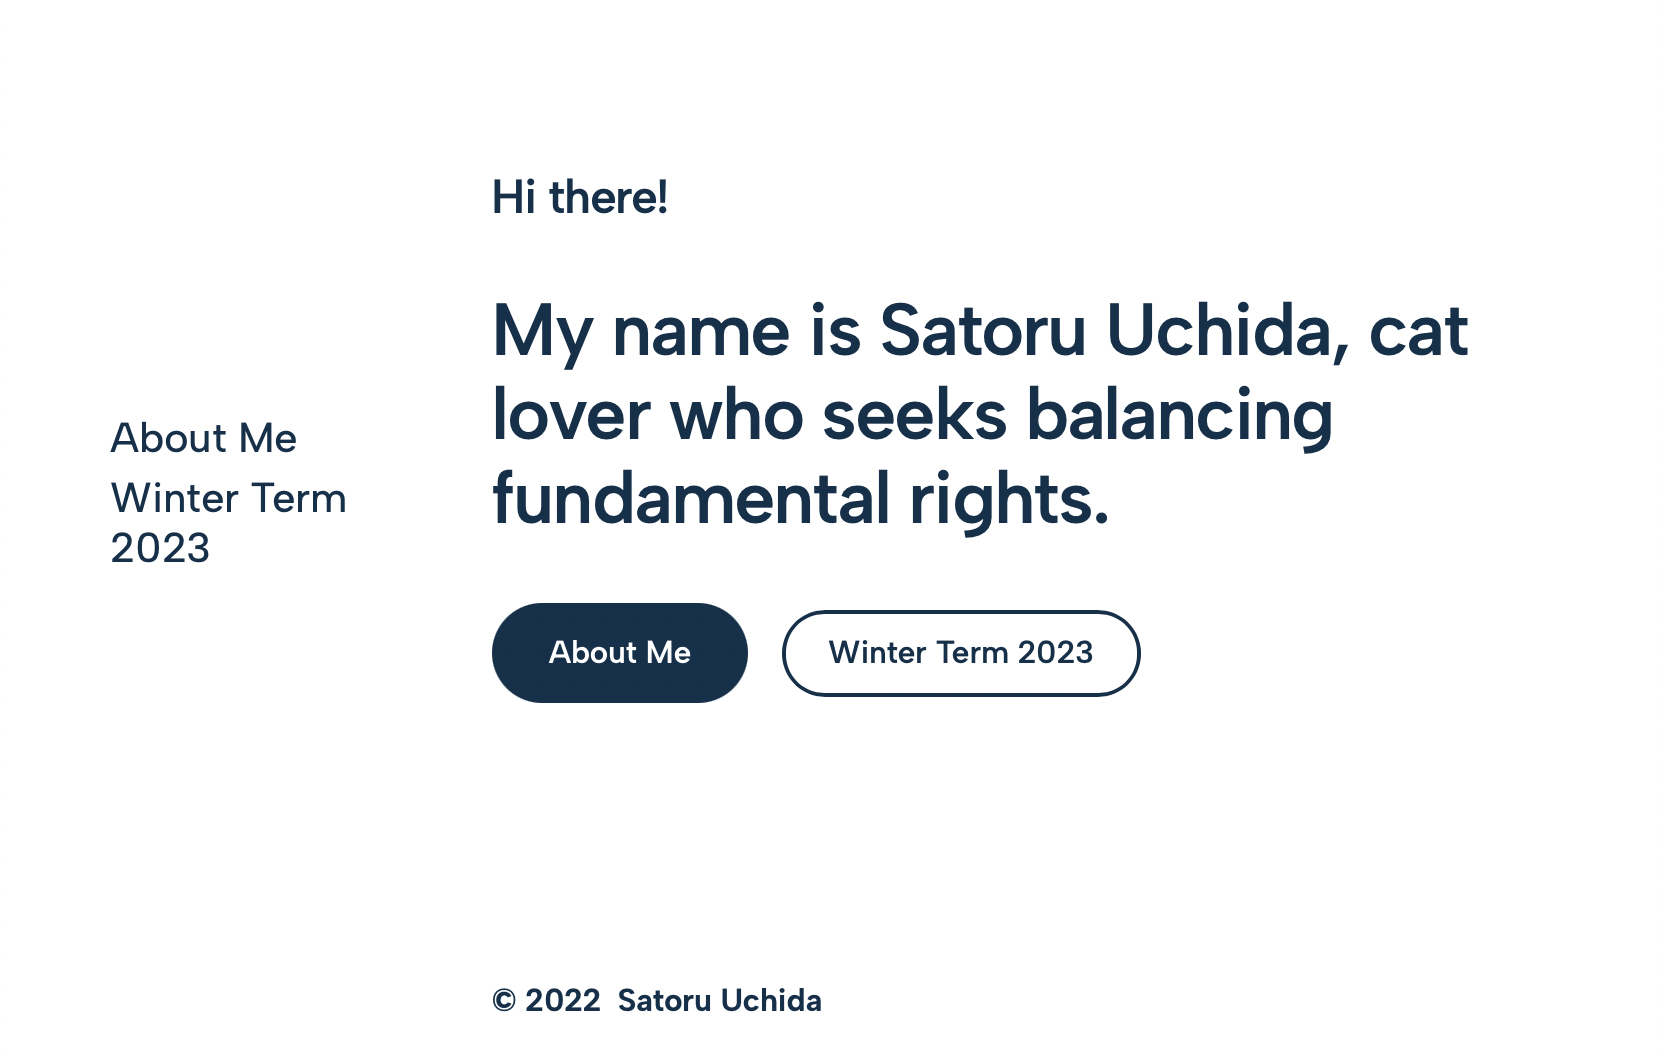 Hi there!
My name is Satoru Uchida, cat
lover who seeks balancing
fundamental rights.
About Me
Winter Term
2023
About Me
Winter Term 2023
© 2022 Satoru Uchida